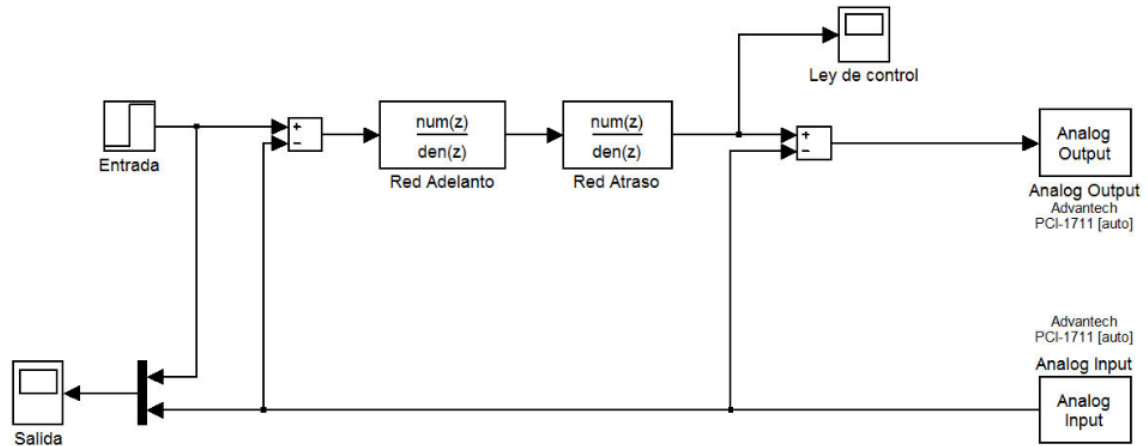 Ley de control
+
−
Entrada
num(z)
den(z)
Red Adelanto
num(z)
den(z)
Red Atraso
+
−
Analog
Output
Analog Output
Advantech
PCI-1711 [auto]
Advantech
PCI-1711 [auto]
Analog Input
Analog
Input
Salida